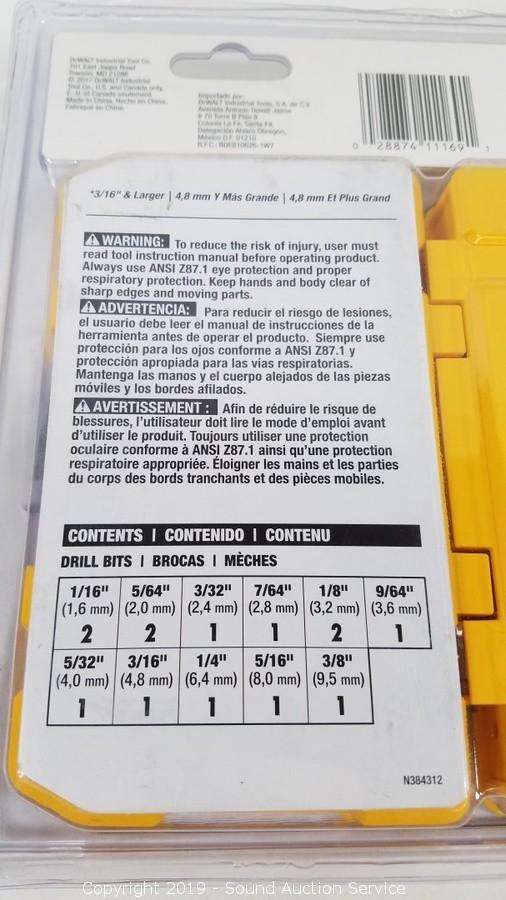 DeWALT Industrial Tool Co.
701 East Joppa Road
Towson, MD 21286
© 2017 DeWALT Industrial
Tool Co., U.S. and Canada only.
E.-U. et Canada seulement.
Made in China, Hecho en China,
Fabriqué en Chine.
Importado por:
DeWALT Industrial Tools, S.A. de C.V
Avenida Antonio Dovali Jaime
# 70 Torre B Piso 9
Colonia La Fe, Santa Fé,
Delegación Alvaro Obregón,
México D.F. 01210
R.F.C.: BDE810626-1W7
0 28874 11169 1
*3/16" & Larger | 4,8 mm Y Más Grande | 4,8 mm Et Plus Grand
WARNING: To reduce the risk of injury, user must
read tool instruction manual before operating product.
Always use ANSI Z87.1 eye protection and proper
respiratory protection. Keep hands and body clear of
sharp edges and moving parts.
ADVERTENCIA: Para reducir el riesgo de lesiones,
el usuario debe leer el manual de instrucciones de la
herramienta antes de operar el producto. Siempre use
protección para los ojos conforme a ANSI Z87.1 y
protección apropiada para las vías respiratorias.
Mantenga las manos y el cuerpo alejados de las piezas
móviles y los bordes afilados.
AVERTISSEMENT : Afin de réduire le risque de
blessures, l'utilisateur doit lire le mode d'emploi avant
d'utiliser le produit. Toujours utiliser une protection
oculaire conforme à ANSI Z87.1 ainsi qu'une protection
respiratoire appropriée. Éloigner les mains et les parties
du corps des bords tranchants et des pièces mobiles.
CONTENTS | CONTENIDO | CONTENU
DRILL BITS | BROCAS | MÈCHES
1/16" 5/64" 3/32" 7/64" 1/8" 9/64"
(1,6 mm) (2,0 mm) (2,4 mm) (2,8 mm) (3,2 mm) (3,6 mm)
2 2 1 1 2 1
5/32" 3/16" 1/4" 5/16" 3/8"
(4,0 mm) (4,8 mm) (6,4 mm) (8,0 mm) (9,5 mm)
1 1 1 1 1
N384312
Copyright 2019 - Sound Auction Service